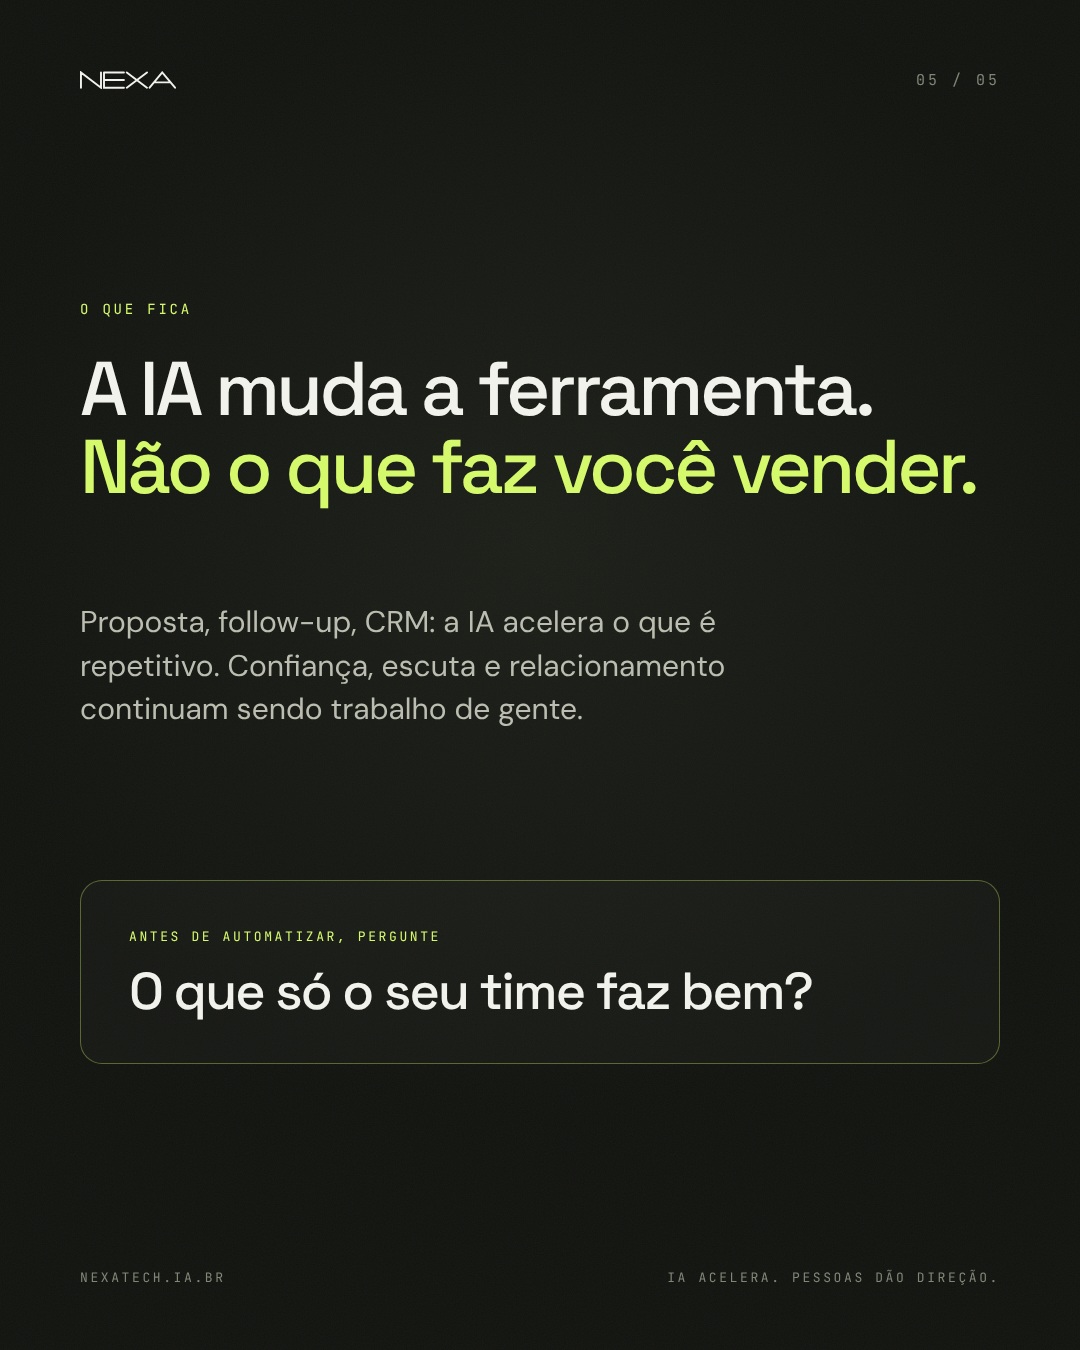 NEXA
05 / 05
O QUE FICA
A IA muda a ferramenta.
Não o que faz você vender.
Proposta, follow-up, CRM: a IA acelera o que é
repetitivo. Confiança, escuta e relacionamento
continuam sendo trabalho de gente.
ANTES DE AUTOMATIZAR, PERGUNTE
O que só o seu time faz bem?
NEXATECH.IA.BR
IA ACELERA. PESSOAS DÃO DIREÇÃO.